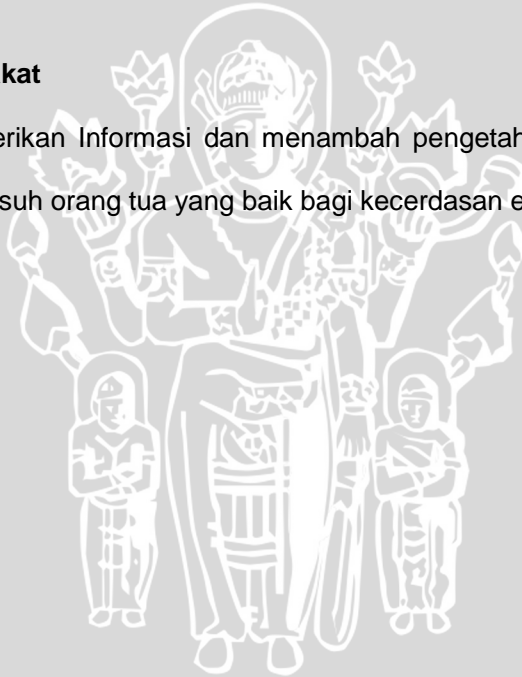 kat
erikan Informasi dan menambah pengetah
suh orang tua yang baik bagi kecerdasan e